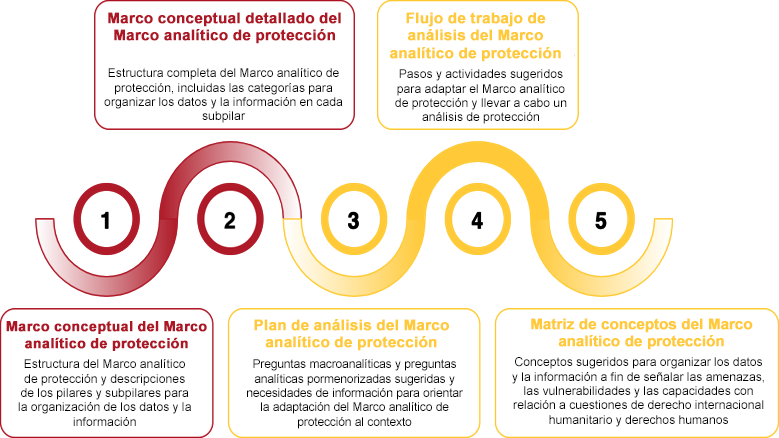 Marco conceptual detallado del
Marco analítico de protección
Estructura completa del Marco analítico de
protección, incluidas las categorías para
organizar los datos y la información en cada
subpilar
Flujo de trabajo de
análisis del Marco
analítico de protección
Pasos y actividades sugeridos
para adaptar el Marco analítico
de protección y llevar a cabo un
análisis de protección
1
2
3
4
5
Marco conceptual del Marco
analítico de protección
Estructura del Marco analítico
de protección y descripciones
de los pilares y subpilares para
la organización de los datos y la
información
Plan de análisis del Marco
analítico de protección
Preguntas macroanalíticas y preguntas
analíticas pormenorizadas sugeridas y
necesidades de información para orientar
la adaptación del Marco analítico de
protección al contexto
Matriz de conceptos del Marco
analítico de protección
Conceptos sugeridos para organizar los datos
y la información a fin de señalar las amenazas,
las vulnerabilidades y las capacidades con
relación a cuestiones de derecho internacional
humanitario y derechos humanos